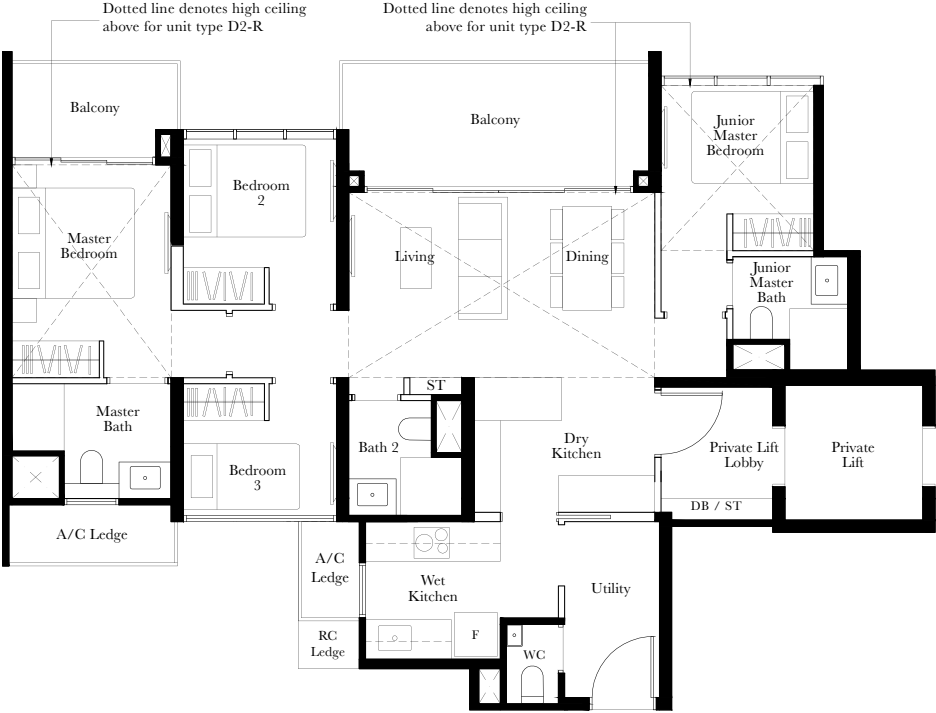 Dotted line denotes high ceiling
above for unit type D2-R
Dotted line denotes high ceiling
above for unit type D2-R
Balcony
Balcony
Junior
Master
Bedroom
Bedroom
2
Master
Bedroom
Living
Dining
Junior
Master
Bath
ST
Master
Bath
Bath 2
Dry
Kitchen
Private Lift
Lobby
Private
Lift
Bedroom
3
DB / ST
A/C Ledge
A/C
Ledge
Wet
Kitchen
Utility
RC
Ledge
F
WC